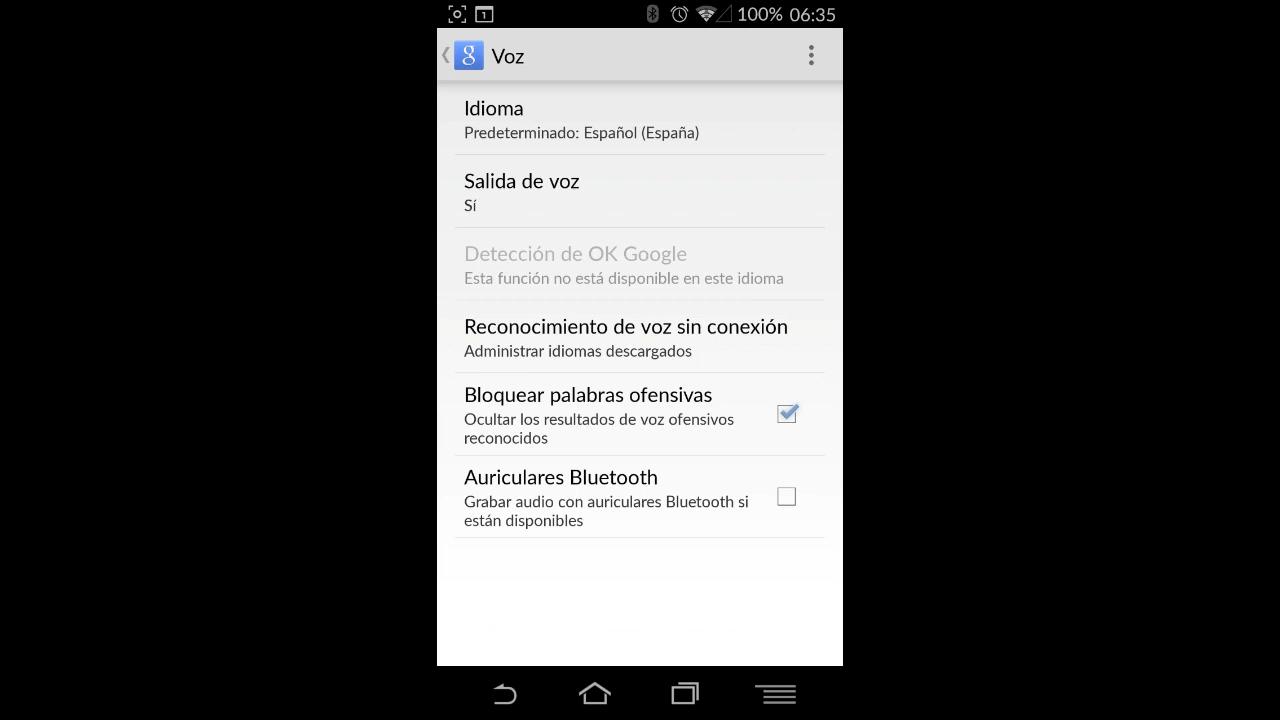 1 100% 06:35
g Voz
Idioma
Predeterminado: Español (España)
Salida de voz
Sí
Detección de OK Google
Esta función no está disponible en este idioma
Reconocimiento de voz sin conexión
Administrar idiomas descargados
Bloquear palabras ofensivas
Ocultar los resultados de voz ofensivos
reconocidos
Auriculares Bluetooth
Grabar audio con auriculares Bluetooth si
están disponibles